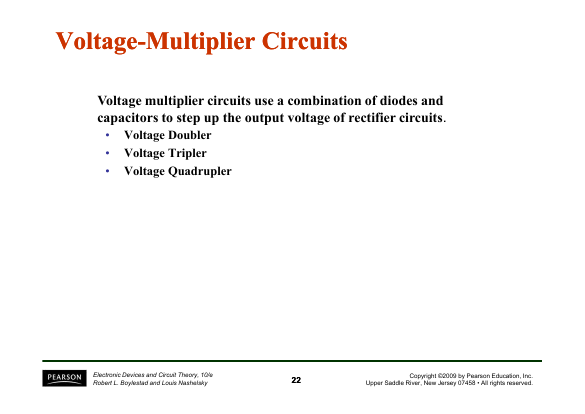 Voltage-Multiplier Circuits
Voltage multiplier circuits use a combination of diodes and
capacitors to step up the output voltage of rectifier circuits.
• Voltage Doubler
• Voltage Tripler
• Voltage Quadrupler
PEARSON
Electronic Devices and Circuit Theory, 10/e
Robert L. Boylestad and Louis Nashelsky
22
Copyright ©2009 by Pearson Education, Inc.
Upper Saddle River, New Jersey 07458 • All rights reserved.